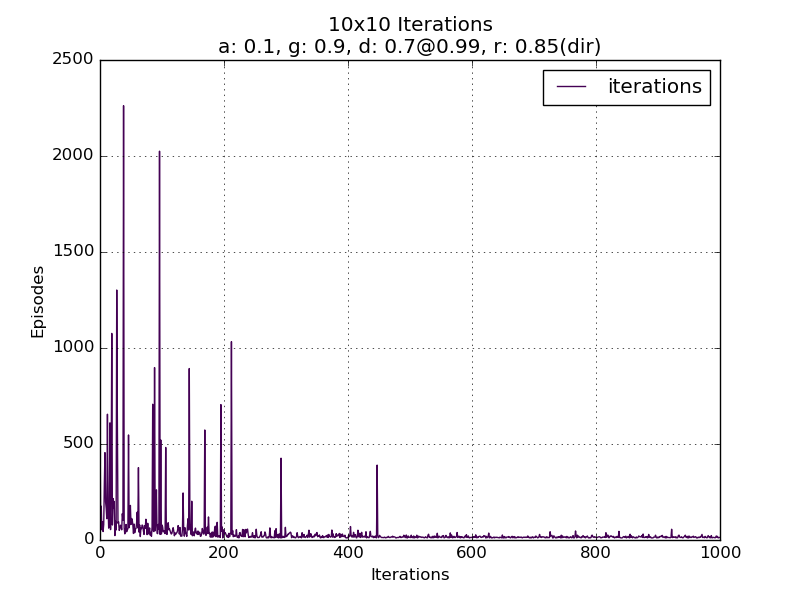 10x10 Iterations
a: 0.1, g: 0.9, d: 0.7@0.99, r: 0.85(dir)
2500
2000
1500
1000
500
0
Episodes
iterations
0
200
400
600
800
1000
Iterations